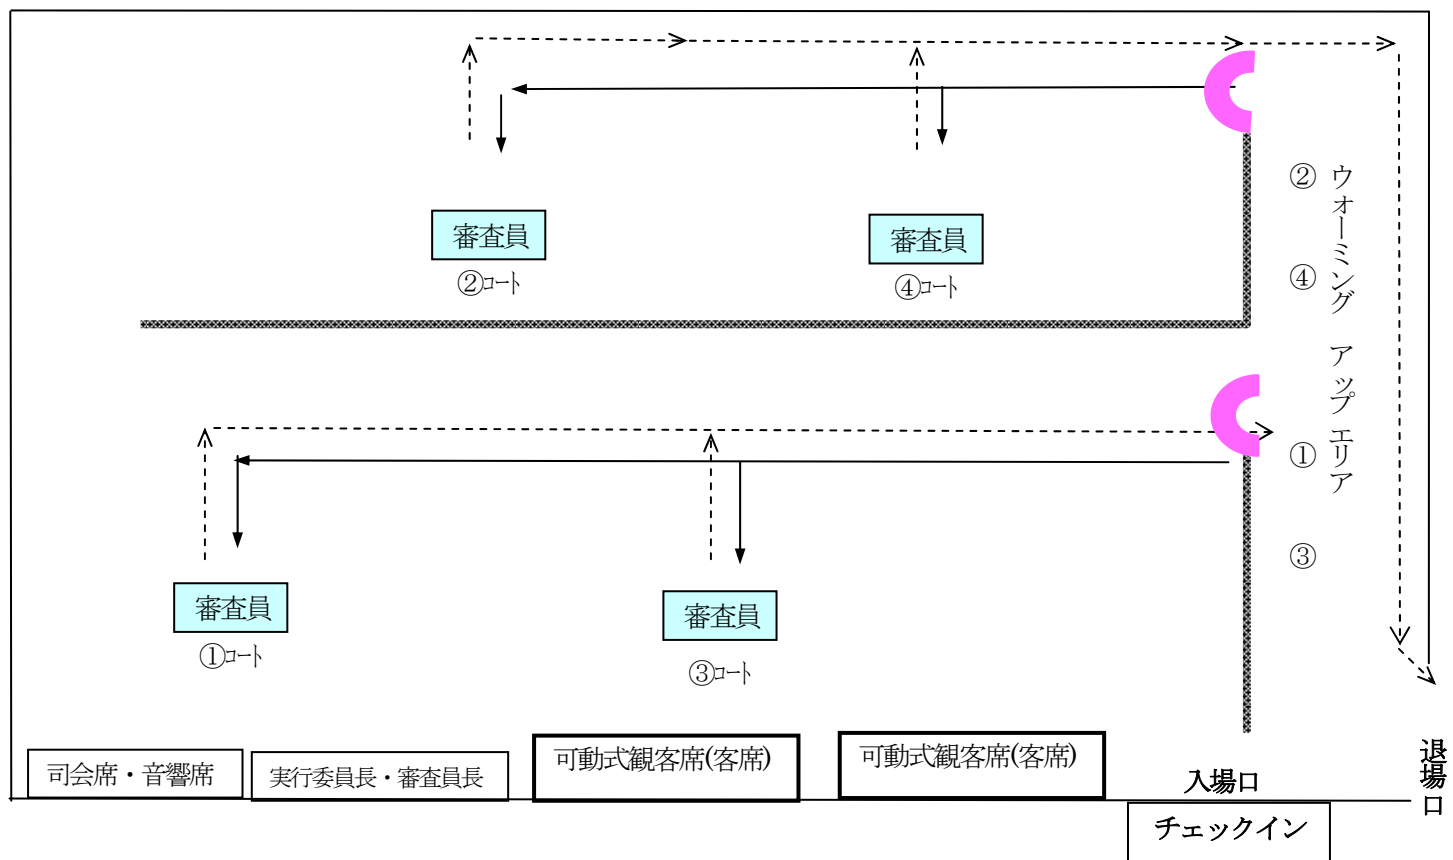 審査員
②コート
審査員
④コート
② ウォーミング アップ エリア
④
①
③
審査員
①コート
審査員
③コート
司会席・音響席
実行委員長・審査員長
可動式観客席(客席)
可動式観客席(客席)
入場口
退場口
チェックイン